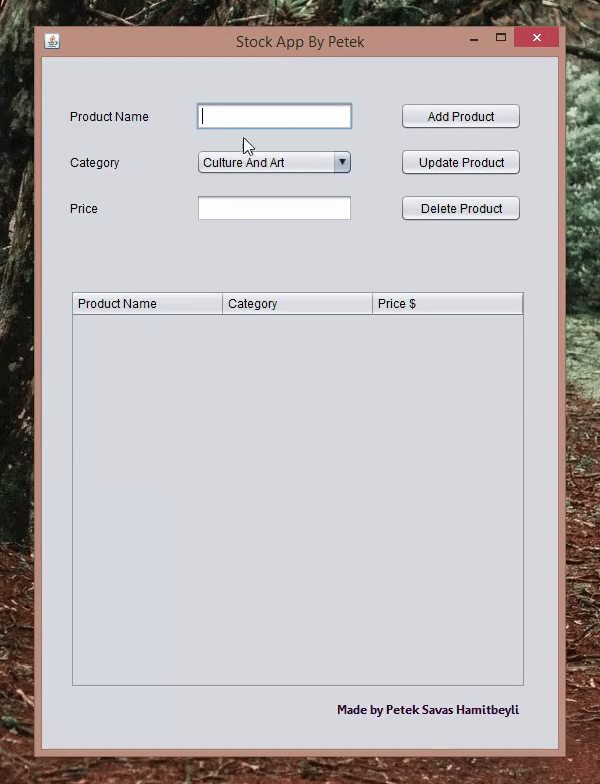 Stock App By Petek
Product Name
Add Product
Category
Culture And Art
Update Product
Price
Delete Product
Product Name Category Price $
Made by Petek Savas Hamitbeyli